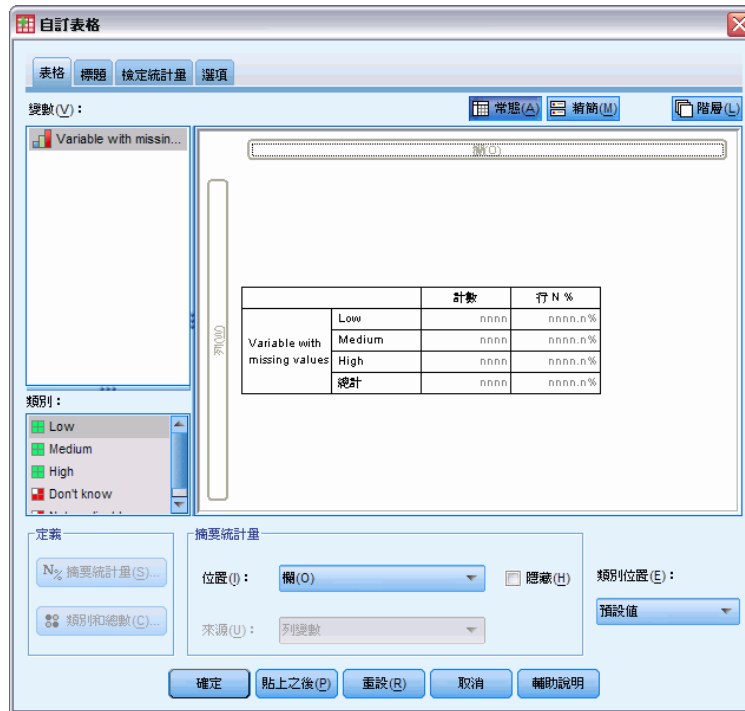 自訂表格
表格 標題 檢定統計量 選項
變數(V)： 常態(A) 精簡(M) 階層(L)
Variable with missin...
欄(O)
列(W)
計數 行 N %
Variable with missing values Low nnnn nnnn.n%
Medium nnnn nnnn.n%
High nnnn nnnn.n%
總計 nnnn nnnn.n%
類別：
Low
Medium
High
Don't know
定義
N% 摘要統計量(S)...
類別和總數(C)...
摘要統計量
位置(I)： 欄(O) 隱藏(H)
來源(U)： 列變數
類別位置(E)：
預設值
確定 貼上之後(P) 重設(R) 取消 輔助說明